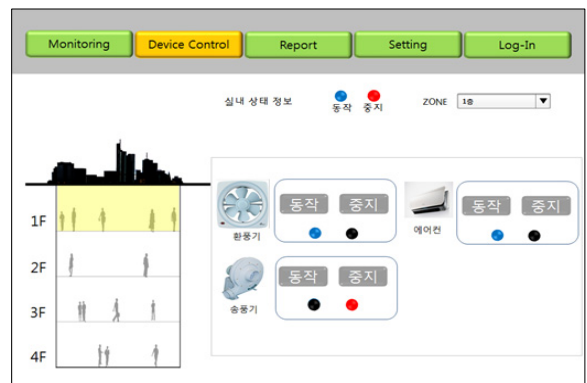 Monitoring Device Control Report Setting Log-In
실내 상태 정보 동작 중지 ZONE 1층
1F
2F
3F
4F
동작 중지
환풍기
동작 중지
에어컨
동작 중지
송풍기